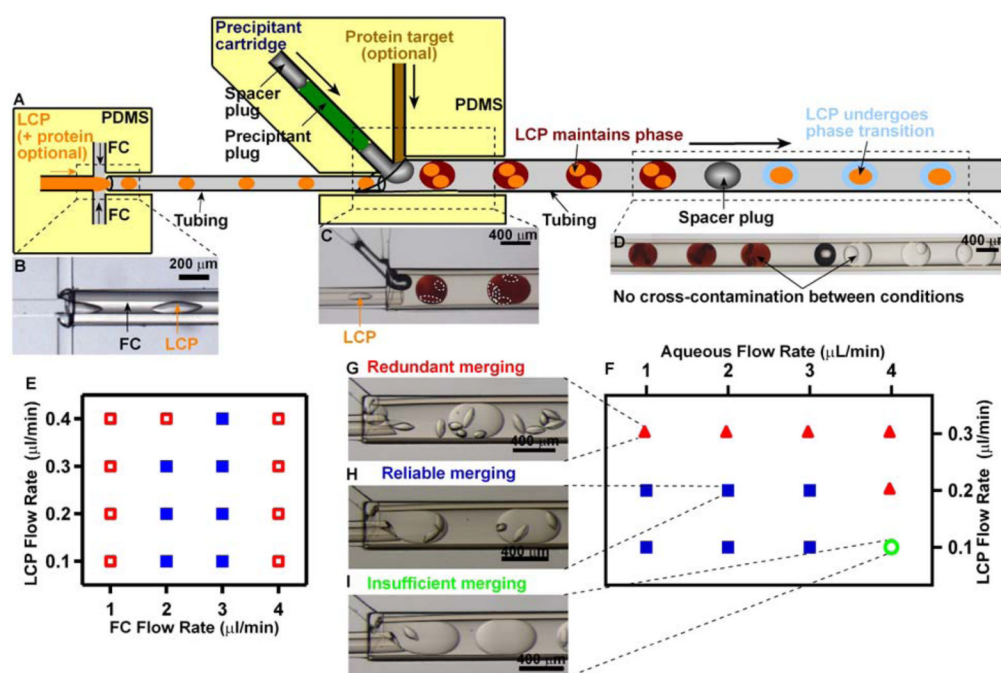 A
LCP
(+ protein
optional)
PDMS
FC
FC
Tubing
Precipitant
cartridge
Spacer
plug
Precipitant
plug
Protein target
(optional)
PDMS
LCP maintains phase
LCP undergoes
phase transition
Tubing
Spacer plug
B
200 μm
FC
LCP
C
400 μm
LCP
D
400 μm
No cross-contamination between conditions
E
LCP Flow Rate (μl/min)
0.4
0.3
0.2
0.1
1 2 3 4
FC Flow Rate (μl/min)
G Redundant merging
400 μm
H Reliable merging
400 μm
I Insufficient merging
400 μm
F
Aqueous Flow Rate (μL/min)
1 2 3 4
0.3
0.2
0.1
LCP Flow Rate (μl/min)